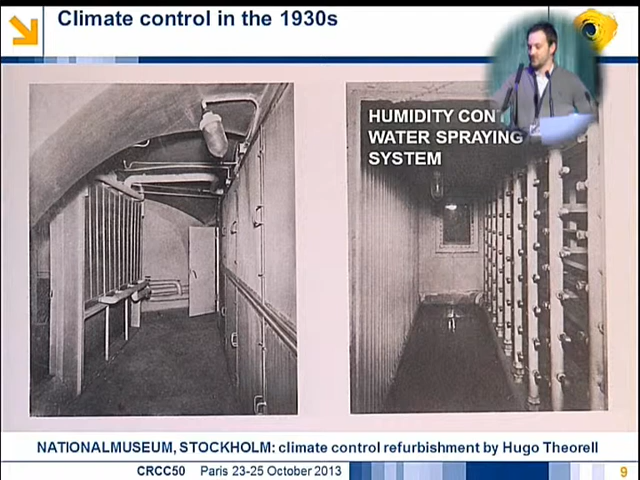 Climate control in the 1930s
HUMIDITY CON
WATER SPRAYING
SYSTEM
NATIONALMUSEUM, STOCKHOLM: climate control refurbishment by Hugo Theorell
CRCC50 Paris 23-25 October 2013
9